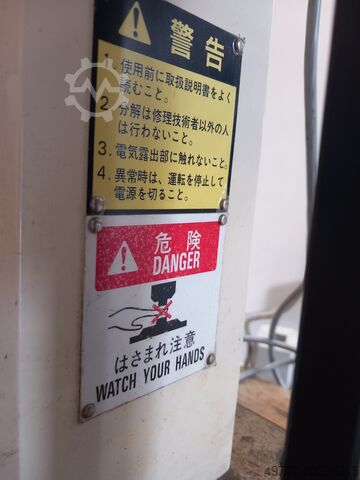 警告
1. 使用前に取扱説明書をよく
読むこと。
2. 分解は修理技術者以外の人
は行わないこと。
3. 電気露出部に触れないこと。
4. 異常時は、運転を停止して
電源を切ること。
危険
DANGER
はさまれ注意
WATCH YOUR HANDS